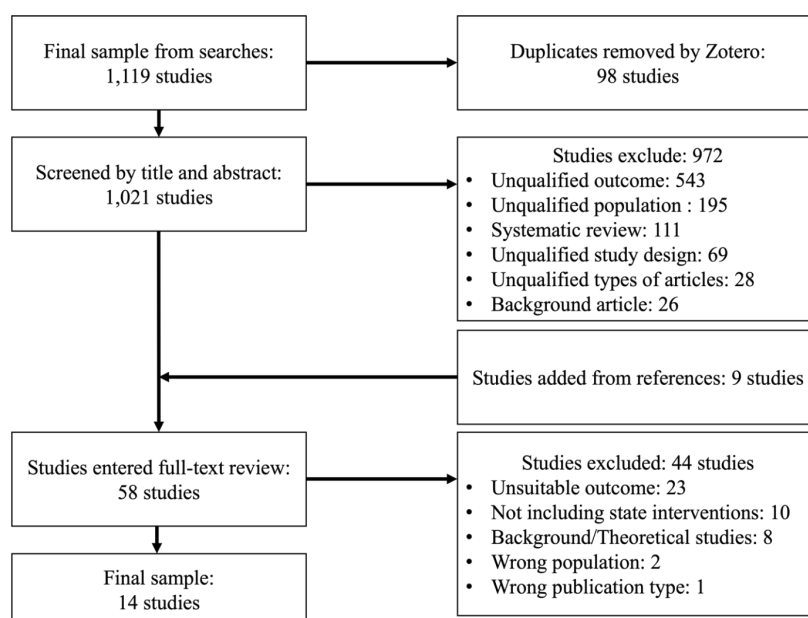 Final sample from searches:
1,119 studies
Duplicates removed by Zotero:
98 studies
Screened by title and abstract:
1,021 studies
Studies exclude: 972
• Unqualified outcome: 543
• Unqualified population : 195
• Systematic review: 111
• Unqualified study design: 69
• Unqualified types of articles: 28
• Background article: 26
Studies added from references: 9 studies
Studies entered full-text review:
58 studies
Studies excluded: 44 studies
• Unsuitable outcome: 23
• Not including state interventions: 10
• Background/Theoretical studies: 8
• Wrong population: 2
• Wrong publication type: 1
Final sample:
14 studies